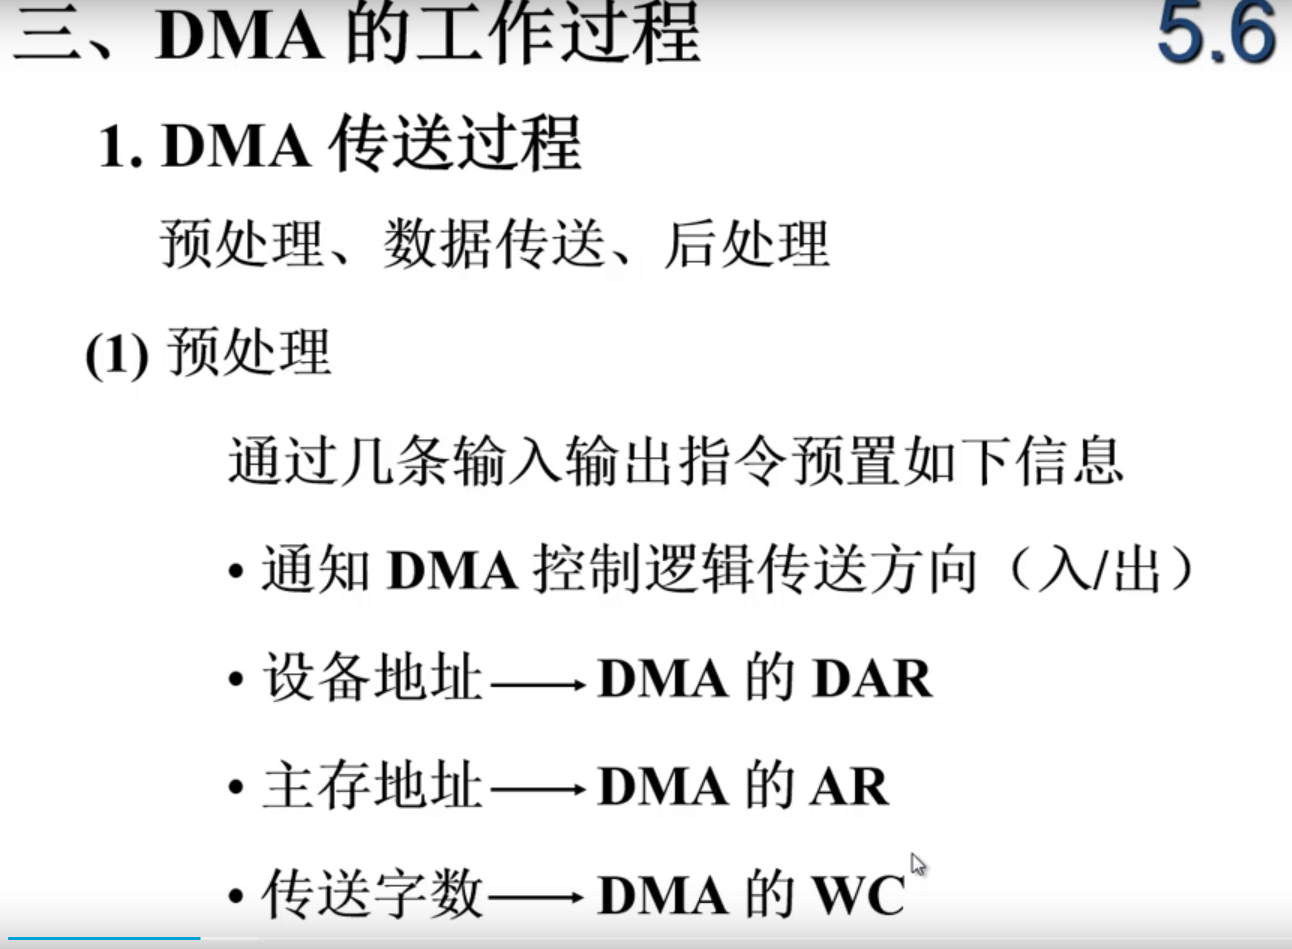 三、DMA 的工作过程 5.6
1. DMA 传送过程
预处理、数据传送、后处理
(1) 预处理
通过几条输入输出指令预置如下信息
• 通知 DMA 控制逻辑传送方向（入/出）
• 设备地址 → DMA 的 DAR
• 主存地址 → DMA 的 AR
• 传送字数 → DMA 的 WC